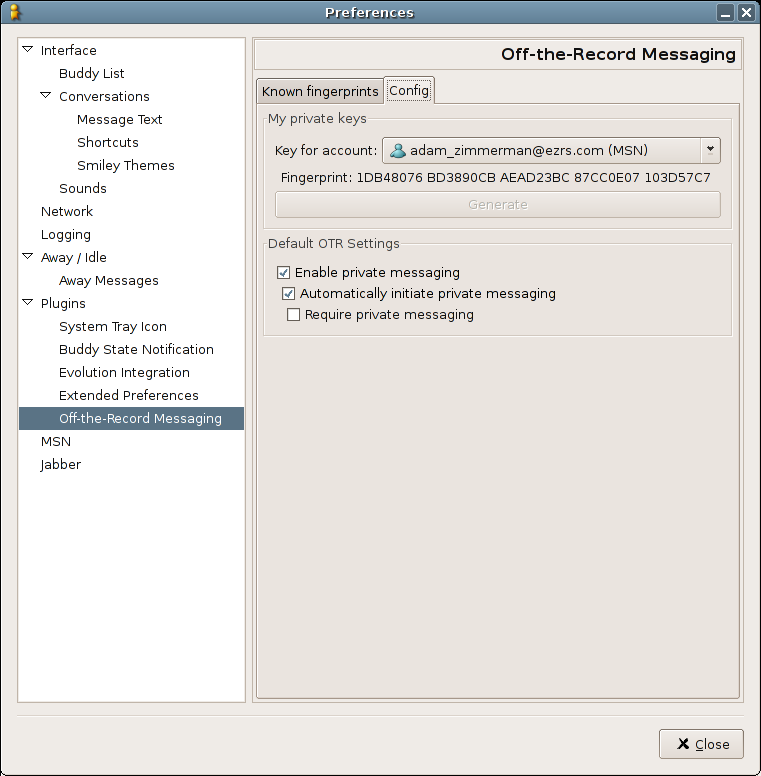 Preferences
Interface
Buddy List
Conversations
Message Text
Shortcuts
Smiley Themes
Sounds
Network
Logging
Away / Idle
Away Messages
Plugins
System Tray Icon
Buddy State Notification
Evolution Integration
Extended Preferences
Off-the-Record Messaging
MSN
Jabber
Off-the-Record Messaging
Known fingerprints Config
My private keys
Key for account: adam_zimmerman@ezrs.com (MSN)
Fingerprint: 1DB48076 BD3890CB AEAD23BC 87CC0E07 103D57C7
Generate
Default OTR Settings
Enable private messaging
Automatically initiate private messaging
Require private messaging
Close